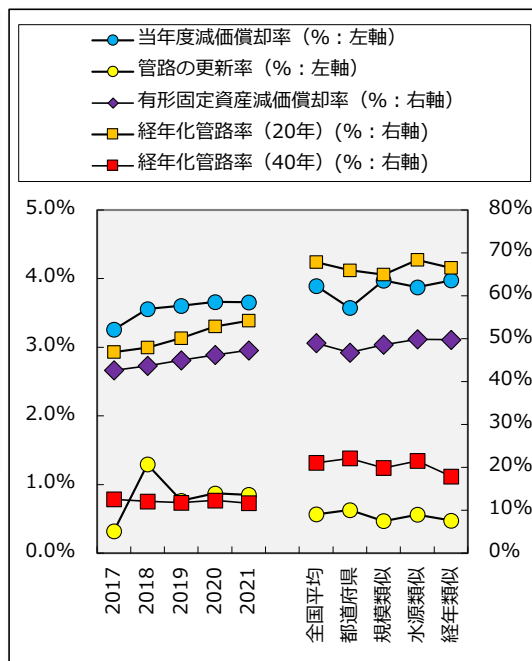 当年度減価償却率（%：左軸）
管路の更新率（%：左軸）
有形固定資産減価償却率（%：右軸）
経年化管路率（20年）(%：右軸)
経年化管路率（40年）(%：右軸)
5.0%
4.0%
3.0%
2.0%
1.0%
0.0%
80%
70%
60%
50%
40%
30%
20%
10%
0%
2017
2018
2019
2020
2021
全国平均
都道府県
規模類似
水源類似
経年類似